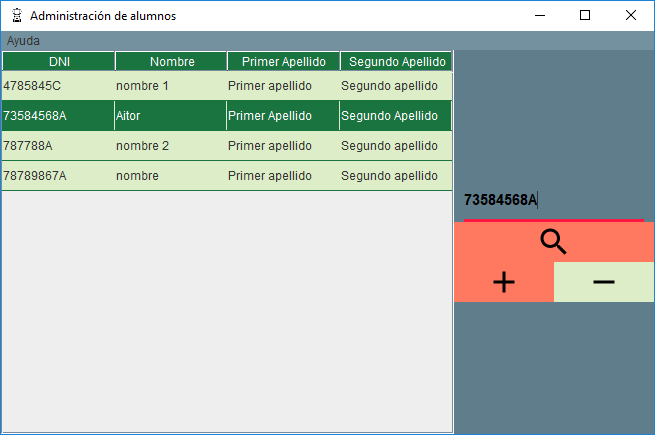 Administración de alumnos
Ayuda
DNI Nombre Primer Apellido Segundo Apellido
4785845C nombre 1 Primer apellido Segundo apellido
73584568A Aitor Primer Apellido Segundo Apellido
787788A nombre 2 Primer apellido Segundo apellido
78789867A nombre Primer apellido Segundo apellido
73584568A